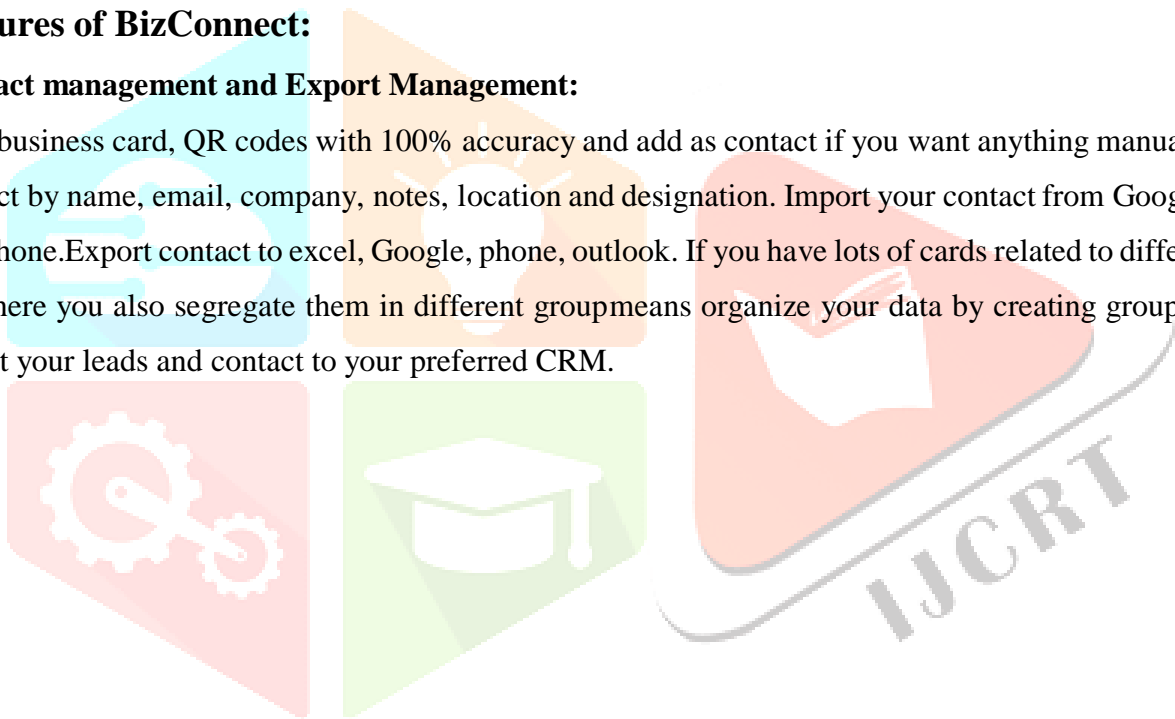 ures of BizConnect:
act management and Export Management:
business card, QR codes with 100% accuracy and add as contact if you want anything manua
ct by name, email, company, notes, location and designation. Import your contact from Goog
hone.Export contact to excel, Google, phone, outlook. If you have lots of cards related to diffe
here you also segregate them in different groupmeans organize your data by creating group
t your leads and contact to your preferred CRM.
IJCRT